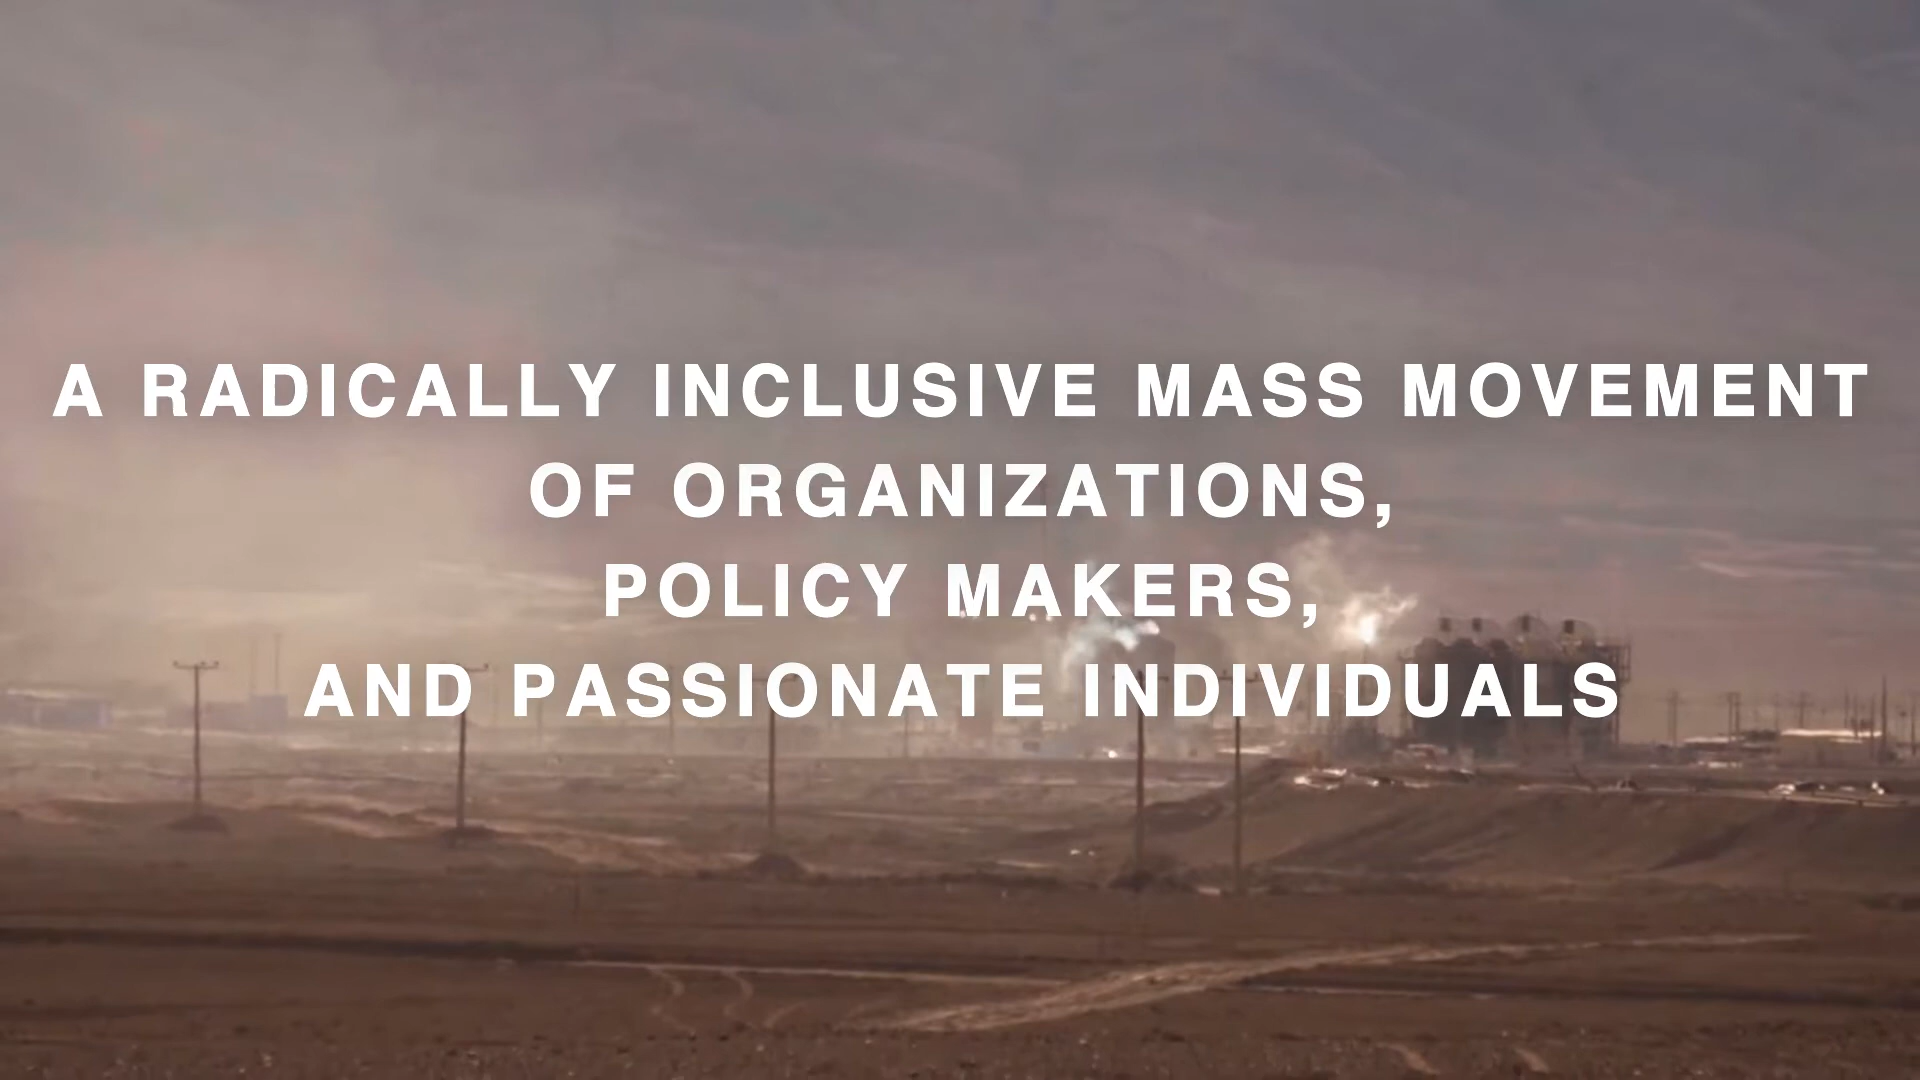 A RADICALLY INCLUSIVE MASS MOVEMENT
OF ORGANIZATIONS,
POLICY MAKERS,
AND PASSIONATE INDIVIDUALS